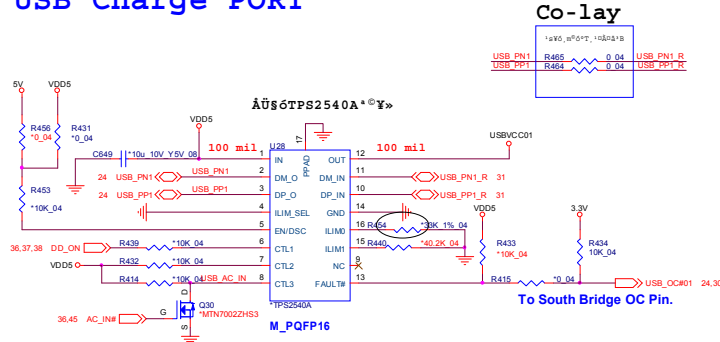 USB Charge PORT
Co-lay
USB_PN1 R465 0_04 USB_PN1_R
USB_PP1 R464 0_04 USB_PP1_R
5V
VDD5
R456
*0_04
R431
*0_04
R453
*10K_04
VDD5
C649 *10u_10V_Y5V_08
100 mil
U28
TPS2540A
17
PPAD
100 mil
USBVCC01
1 IN
OUT 12
24 USB_PN1 USB_PN1 2 DM_O
DM_IN 11 USB_PN1_R 31
24 USB_PP1 USB_PP1 3 DP_O
DP_IN 10 USB_PP1_R 31
4 ILIM_SEL
GND 14
5 EN/DSC
ILIM0 16 R454 *33K_1%_04
36,37,38 DD_ON R439 *10K_04 6 CTL1
ILIM1 15 R440 *40.2K_04
VDD5 R432 *10K_04 7 CTL2
NC 9
R414 *10K_04 USB_AC_IN 8 CTL3
FAULT# 13
*TPS2540A
M_PQFP16
VDD5
R433
*10K_04
3.3V
R434
10K_04
R415 *0_04
USB_OC#01 24,30
To South Bridge OC Pin.
36,45 AC_IN#
G
D
S
Q30
*MTN7002ZHS3